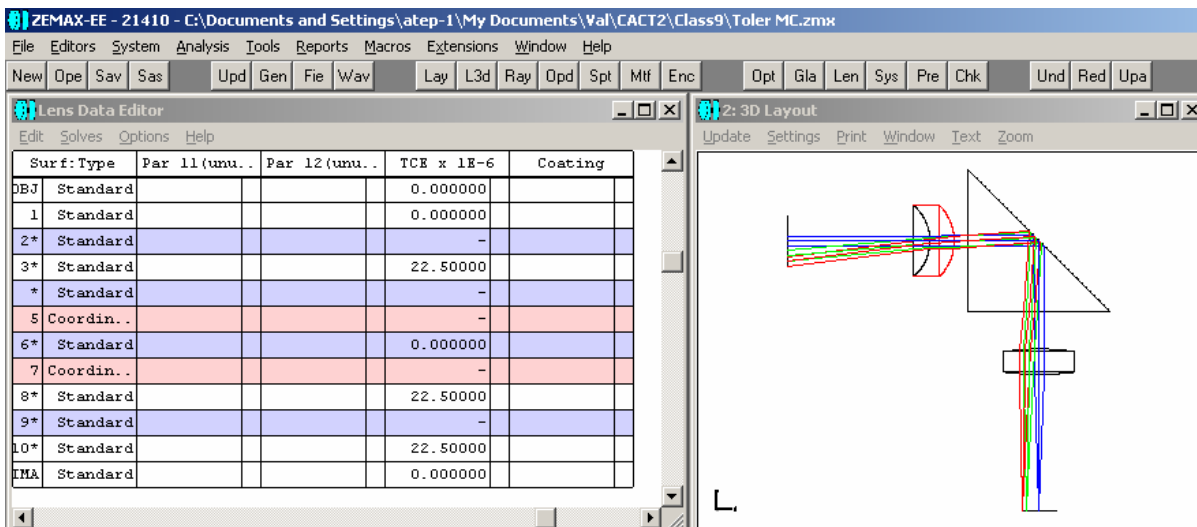 ZEMAX-EE - 21410 - C:\Documents and Settings\atep-1\My Documents\Val\CACT2\Class9\Toler MC.zmx
File Editors System Analysis Tools Reports Macros Extensions Window Help
New Ope Sav Sas Upd Gen Fie Wav Lay L3d Ray Opd Spt Mtf Enc Opt Gla Len Sys Pre Chk Und Red Upa
Lens Data Editor
Edit Solves Options Help
Surf:Type Par 11(unu.. Par 12(unu.. TCE x 1E-6 Coating
OBJ Standard 0.000000
1 Standard 0.000000
2* Standard -
3* Standard 22.50000
* Standard -
5 Coordin.. -
6* Standard 0.000000
7 Coordin.. -
8* Standard 22.50000
9* Standard -
10* Standard 22.50000
IMA Standard 0.000000
2: 3D Layout
Update Settings Print Window Text Zoom